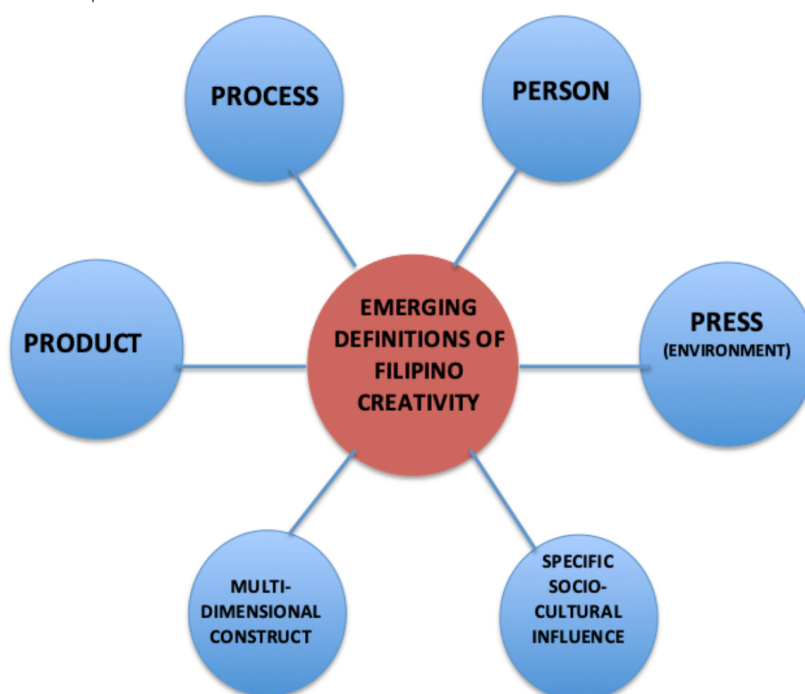 PROCESS
PERSON
EMERGING
DEFINITIONS OF
FILIPINO
CREATIVITY
PRODUCT
PRESS
(ENVIRONMENT)
MULTI-
DIMENSIONAL
CONSTRUCT
SPECIFIC
SOCIO-
CULTURAL
INFLUENCE